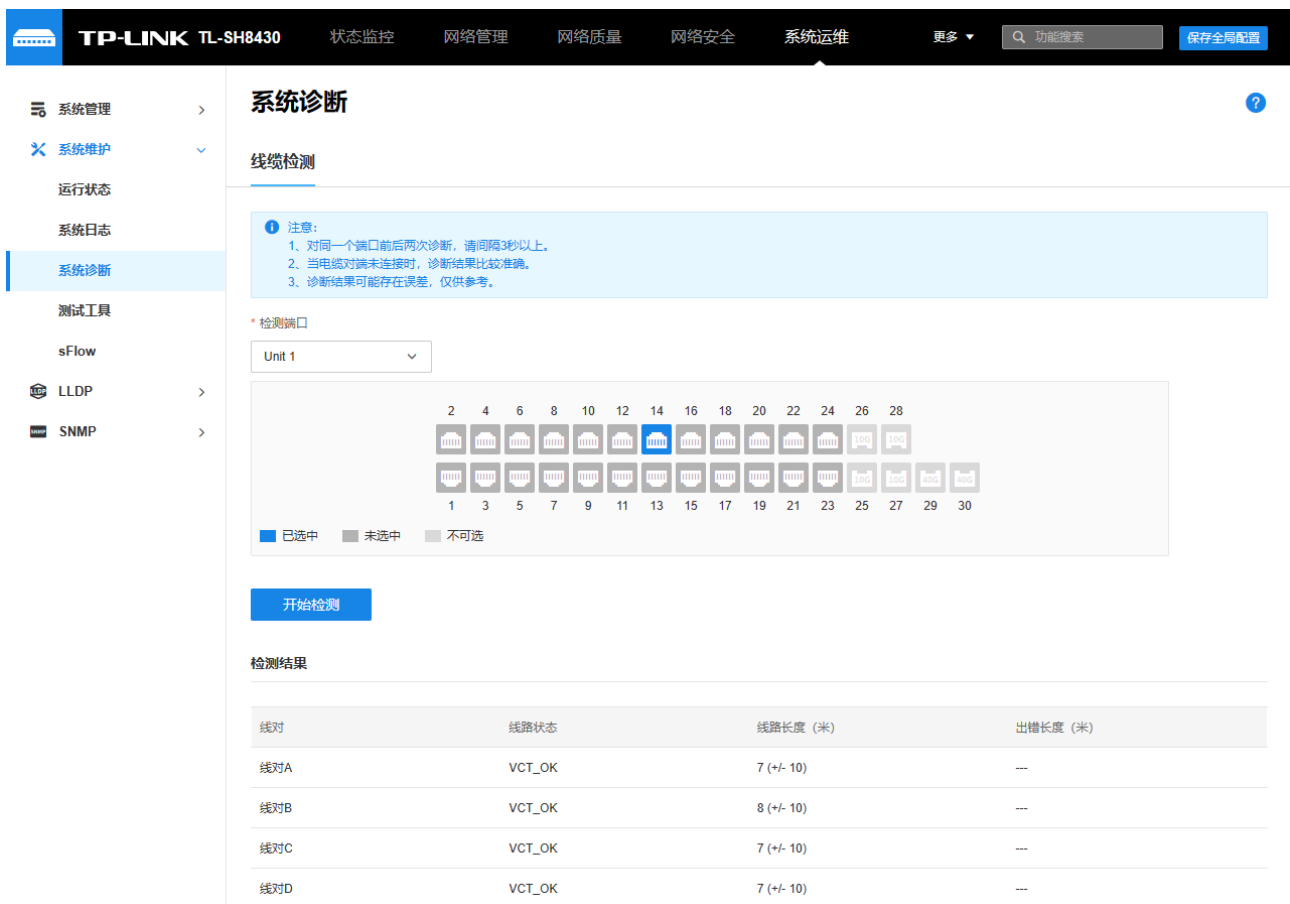 TP-LINK TL-SH8430 状态监控 网络管理 网络质量 网络安全 系统运维 更多 功能搜索 保存全局配置
系统管理
系统维护
运行状态
系统日志
系统诊断
测试工具
sFlow
LLDP
SNMP
系统诊断
线缆检测
注意:
1、对同一个端口前后两次诊断，请间隔3秒以上。
2、当电缆对端未连接时，诊断结果比较准确。
3、诊断结果可能存在误差，仅供参考。
* 检测端口
Unit 1
2 4 6 8 10 12 14 16 18 20 22 24 26 28
10G 10G
10G 10G 40G 40G
1 3 5 7 9 11 13 15 17 19 21 23 25 27 29 30
已选中 未选中 不可选
开始检测
检测结果
线对 线路状态 线路长度（米） 出错长度（米）
线对A VCT_OK 7 (+/- 10) ---
线对B VCT_OK 8 (+/- 10) ---
线对C VCT_OK 7 (+/- 10) ---
线对D VCT_OK 7 (+/- 10) ---